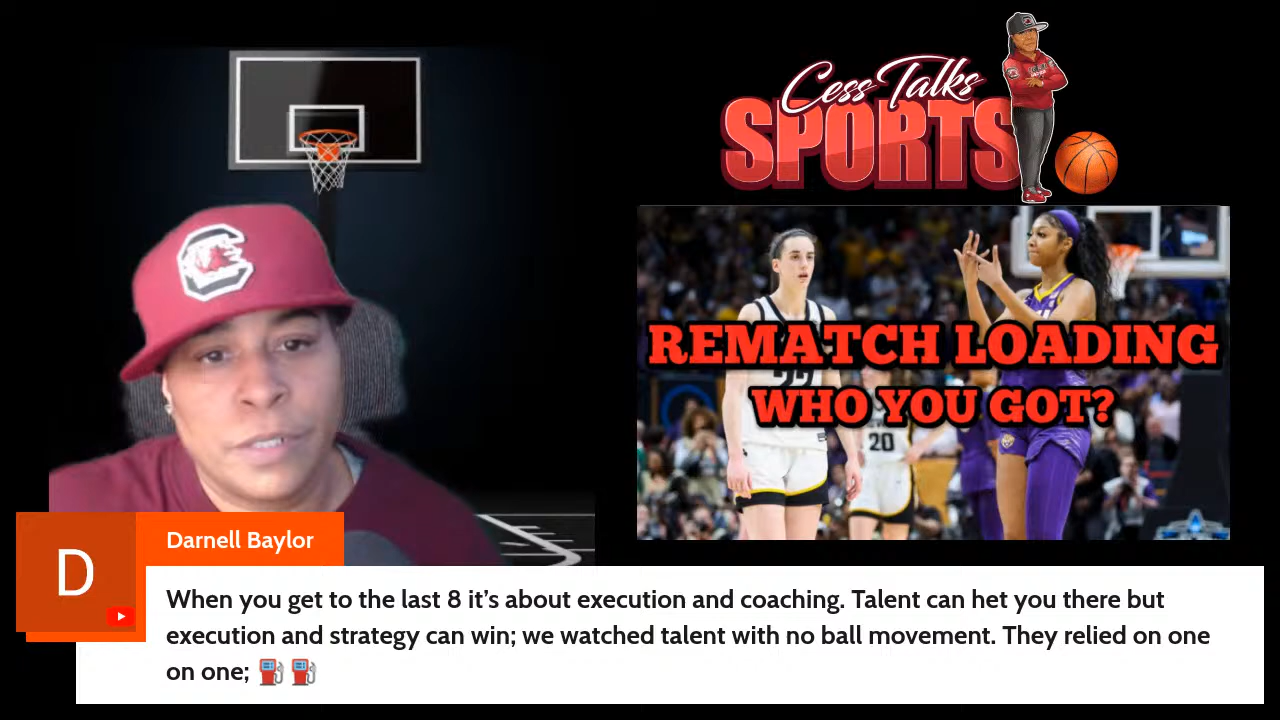 Cess Talks
SPORTS
REMATCH LOADING
WHO YOU GOT?
22
20
D
Darnell Baylor
When you get to the last 8 it's about execution and coaching. Talent can het you there but
execution and strategy can win; we watched talent with no ball movement. They relied on one
on one; ⛽⛽